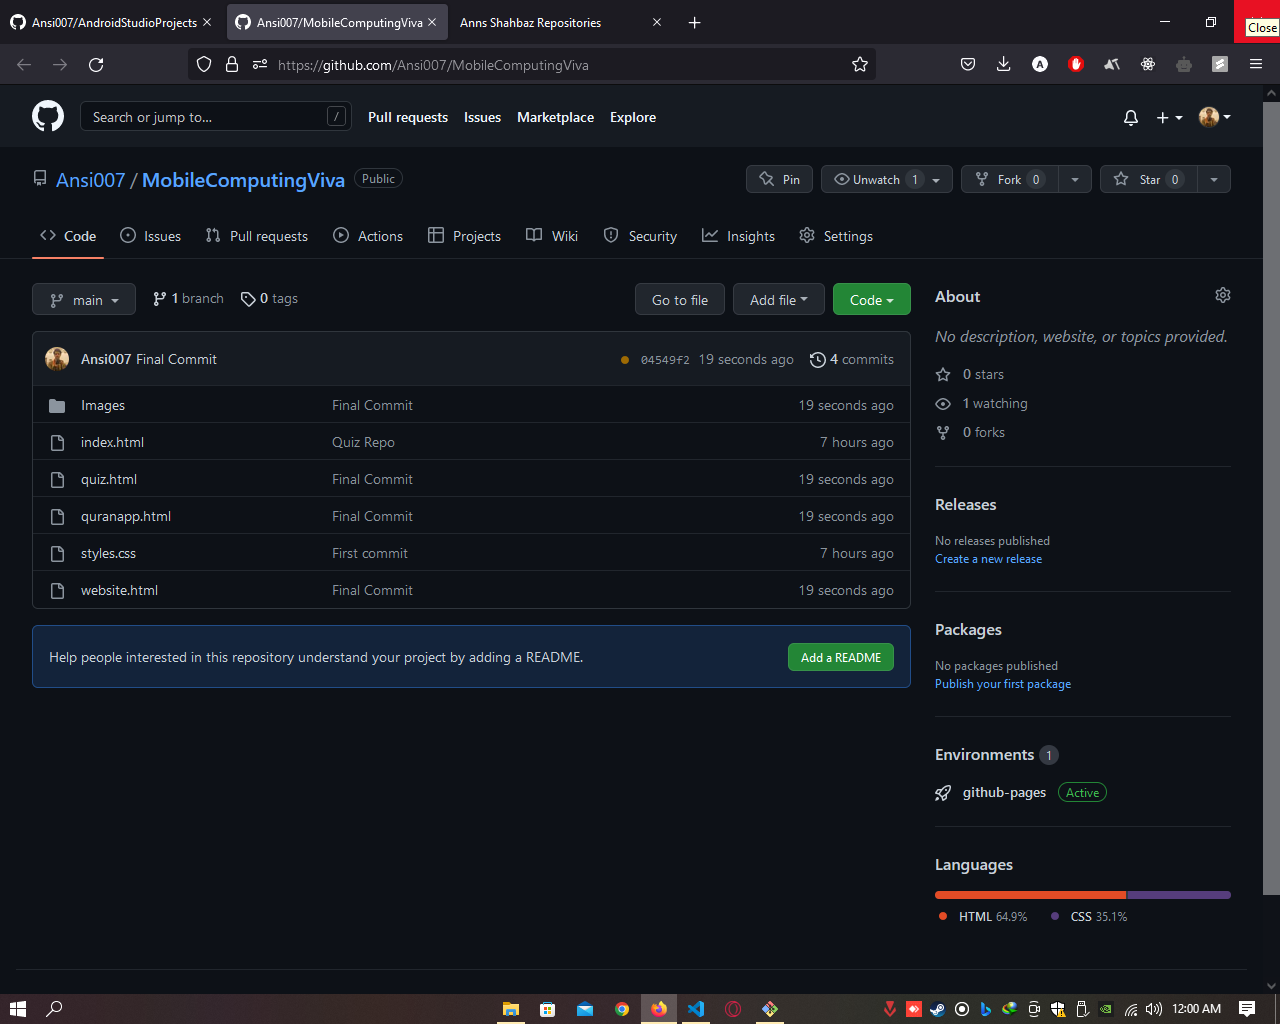 Ansi007/AndroidStudioProjects
Ansi007/MobileComputingViva
Anns Shahbaz Repositories
Close
https://github.com/Ansi007/MobileComputingViva
A
Search or jump to... /
Pull requests Issues Marketplace Explore
Ansi007 / MobileComputingViva Public
Pin Unwatch 1 Fork 0 Star 0
Code Issues Pull requests Actions Projects Wiki Security Insights Settings
main 1 branch 0 tags Go to file Add file Code
Ansi007 Final Commit 04549f2 19 seconds ago 4 commits
Images Final Commit 19 seconds ago
index.html Quiz Repo 7 hours ago
quiz.html Final Commit 19 seconds ago
quranapp.html Final Commit 19 seconds ago
styles.css First commit 7 hours ago
website.html Final Commit 19 seconds ago
Help people interested in this repository understand your project by adding a README. Add a README
About
No description, website, or topics provided.
0 stars
1 watching
0 forks
Releases
No releases published
Create a new release
Packages
No packages published
Publish your first package
Environments 1
github-pages Active
Languages
HTML 64.9% CSS 35.1%
12:00 AM